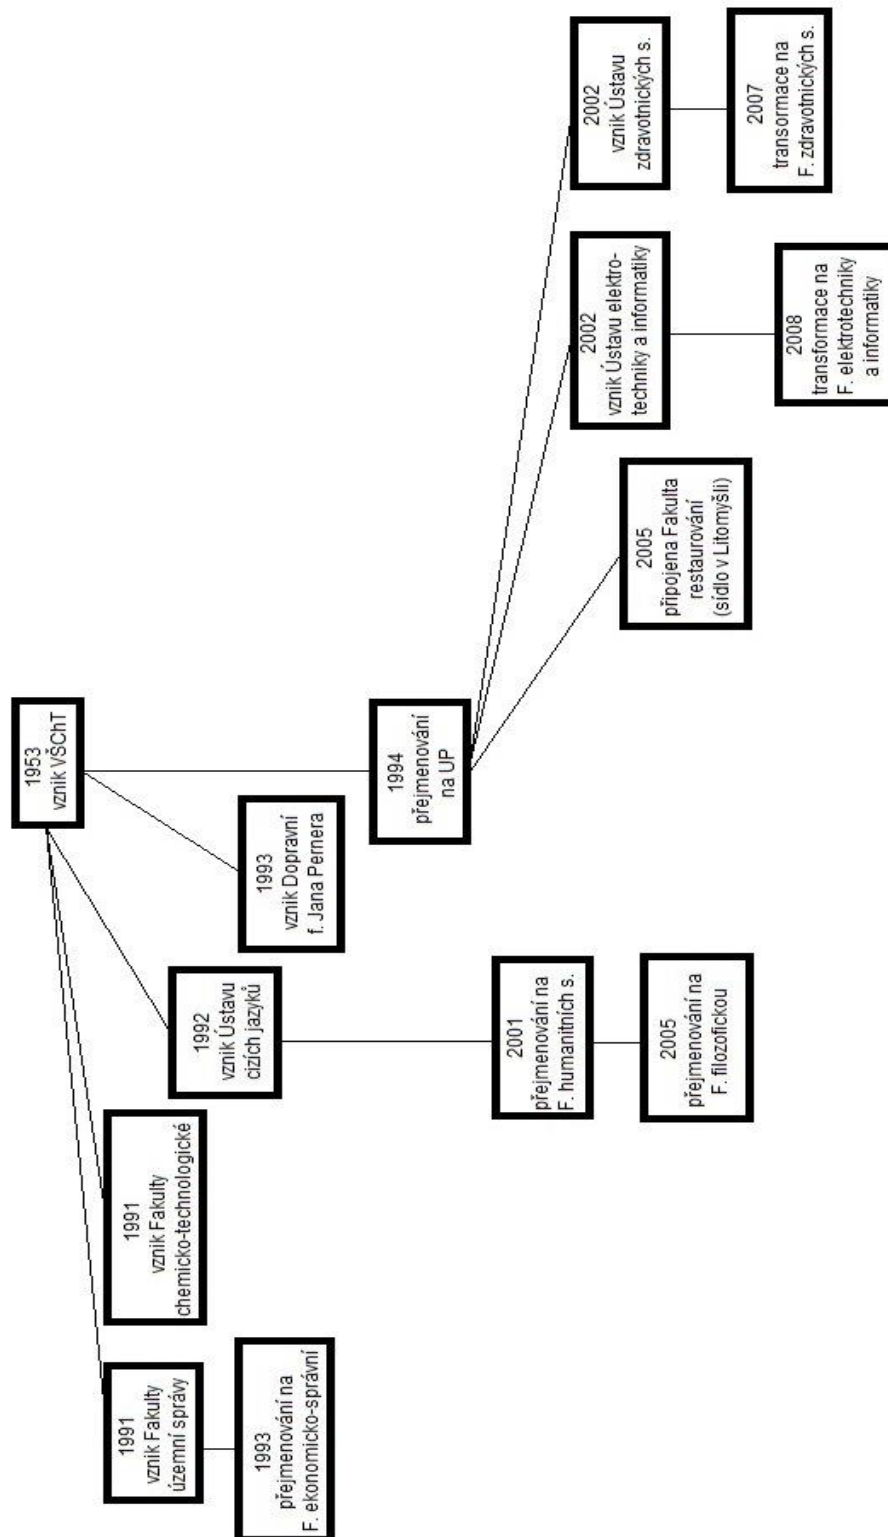 1953
vznik VŠChT
1991
vznik Fakulty
územní správy
1991
vznik Fakulty
chemicko-technologické
1992
vznik Ústavu
cizích jazyků
1993
vznik Dopravní
f. Jana Pernera
1993
přejmenování na
F. ekonomicko-správní
1994
přejmenování
na UP
2001
přejmenování na
F. humanitních s.
2002
vznik Ústavu elektro-
techniky a informatiky
2002
vznik Ústavu
zdravotnických s.
2005
přejmenování na
F. filozofickou
2005
připojena Fakulta
restaurování
(sídlo v Litomyšli)
2008
transformace na
F. elektrotechniky
a informatiky
2007
transormace na
F. zdravotnických s.